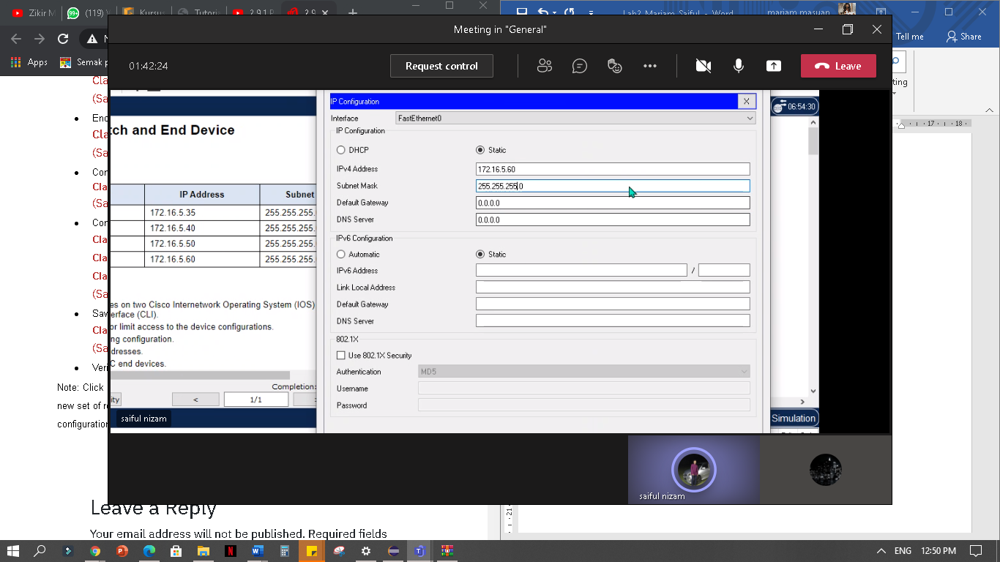 Zikir M
99+
(119) V
Kursus
Tutoria
2.9.1 P
2.9
Lab2_Mariam_Saiful - Word
mariam masuan
Meeting in "General"
Tell me
Share
Apps
Semak p
01:42:24
Request control
Leave
Cla
(Sa
End
Cla
(Sa
Con
Cla
(Sa
Con
Cla
Cla
Cla
(Sa
Sav
Cla
(Sa
Veri
Note: Click
new set of re
configuration
ting
17
18
tch and End Device
IP Address
Subnet
172.16.5.35
255.255.255.
172.16.5.40
255.255.255.
172.16.5.50
255.255.255.
172.16.5.60
255.255.255.
es on two Cisco Internetwork Operating System (IOS)
erface (CLI).
or limit access to the device configurations.
ng configuration.
dresses.
C end devices.
Completion:
ity
<
1/1
saiful nizam
IP Configuration
X
Interface
FastEthernet0
IP Configuration
DHCP
Static
IPv4 Address
172.16.5.60
Subnet Mask
255.255.255.0
Default Gateway
0.0.0.0
DNS Server
0.0.0.0
IPv6 Configuration
Automatic
Static
IPv6 Address
/
Link Local Address
Default Gateway
DNS Server
802.1X
Use 802.1X Security
Authentication
MD5
Username
Password
06:54:30
Simulation
saiful nizam
21
Leave a Reply
Your email address will not be published. Required fields
ENG
12:50 PM